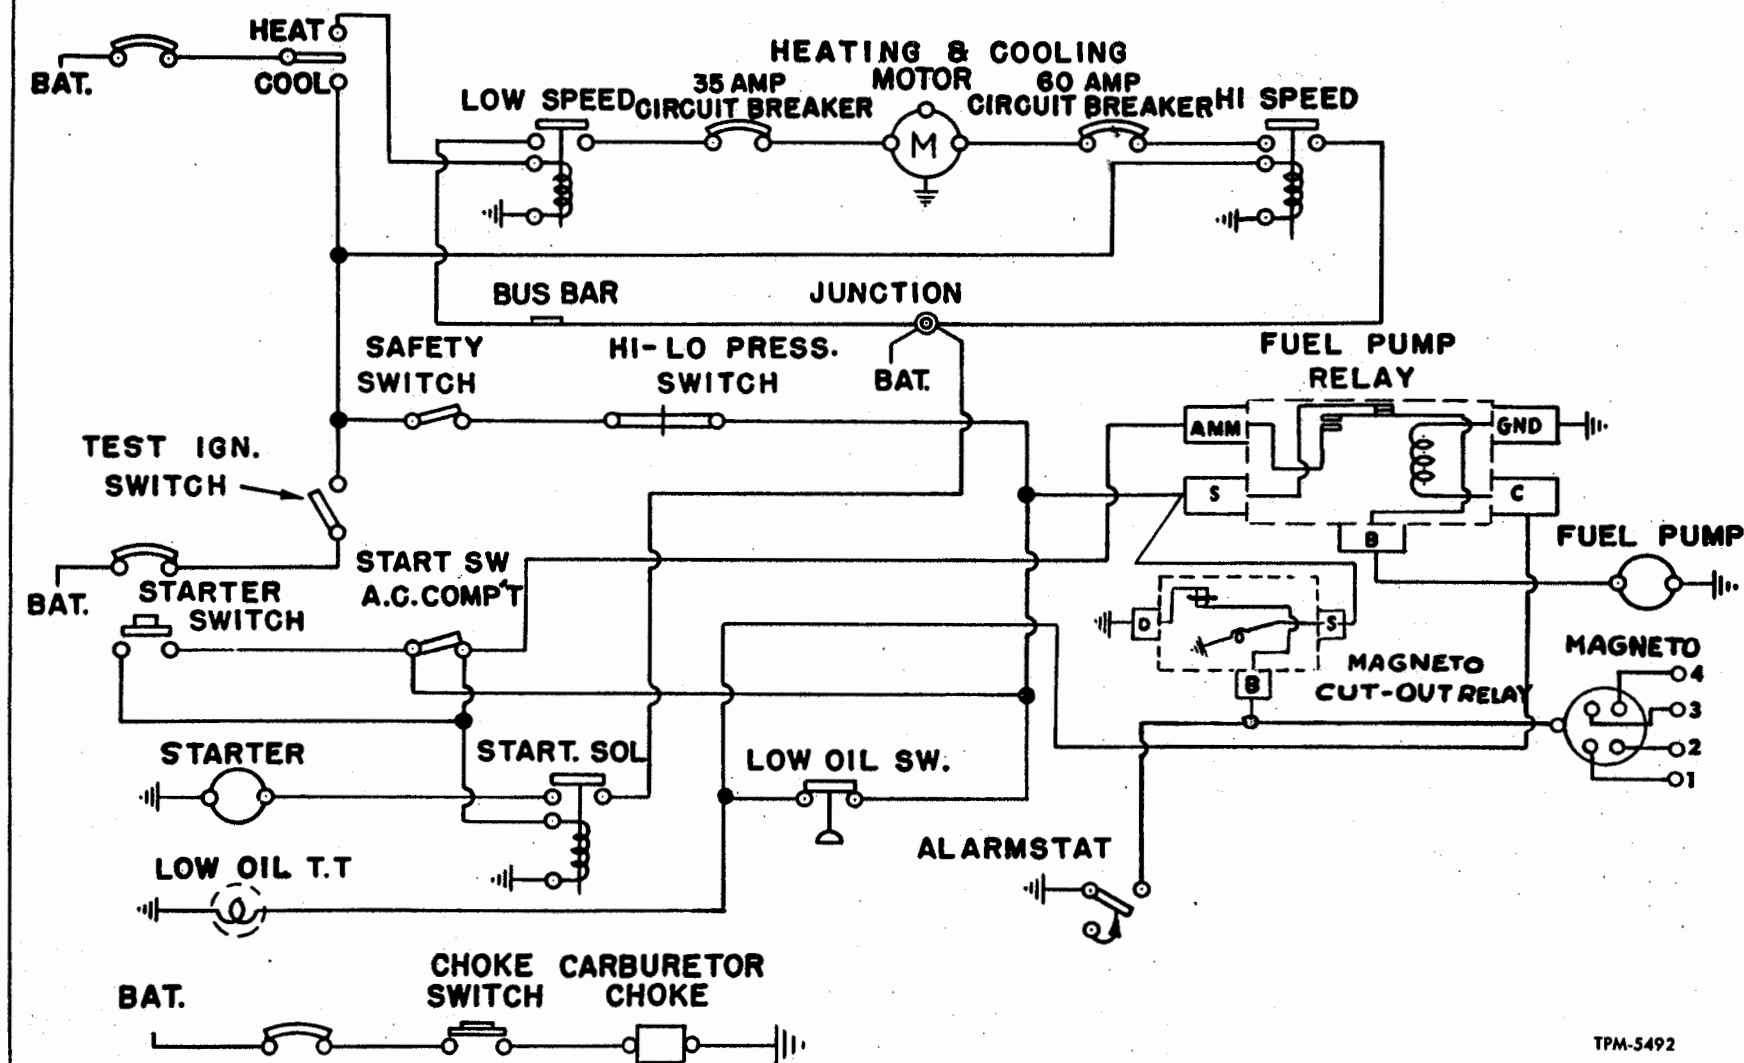 HEAT
BAT.
COOL
HEATING & COOLING
MOTOR
LOW SPEED
35 AMP
CIRCUIT BREAKER
M
60 AMP
CIRCUIT BREAKER
HI SPEED
BUS BAR
JUNCTION
BAT.
SAFETY
SWITCH
HI-LO PRESS.
SWITCH
FUEL PUMP
RELAY
AMM
GND
S
C
B
TEST IGN.
SWITCH
BAT.
STARTER
SWITCH
START SW
A.C. COMP'T
FUEL PUMP
D
S
B
MAGNETO
CUT-OUT RELAY
MAGNETO
4
3
2
1
STARTER
START. SOL
LOW OIL SW.
LOW OIL T.T
ALARMSTAT
BAT.
CHOKE
SWITCH
CARBURETOR
CHOKE
TPM-5492